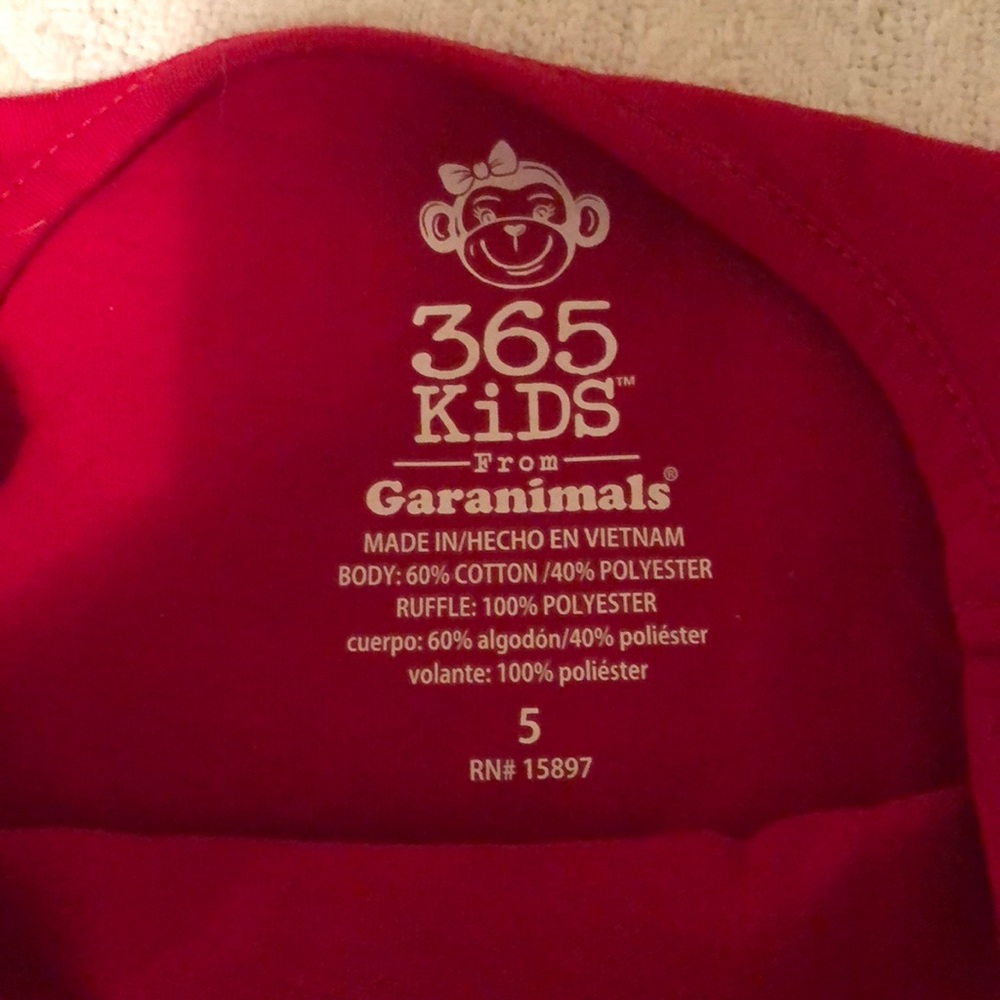 365
KiDS™
From
Garanimals®
MADE IN/HECHO EN VIETNAM
BODY: 60% COTTON /40% POLYESTER
RUFFLE: 100% POLYESTER
cuerpo: 60% algodón/40% poliéster
volante: 100% poliéster
5
RN# 15897